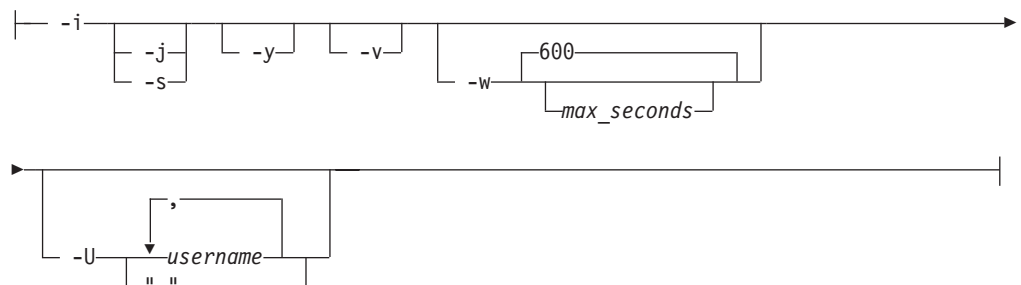 -i
-j
-s
-y
-v
-w
600
max_seconds
,
-U
username
" "